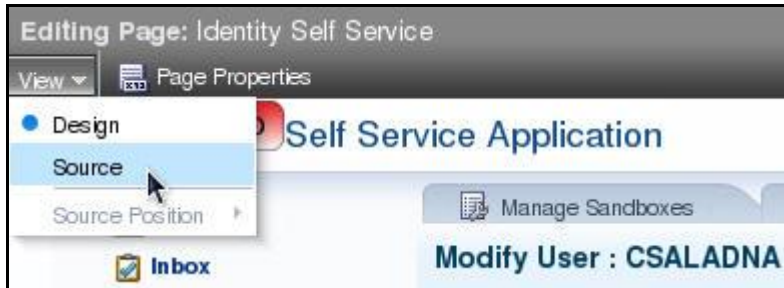 Editing Page: Identity Self Service
View Page Properties
Design
Self Service Application
Source
Source Position
Manage Sandboxes
Inbox
Modify User : CSALADNA